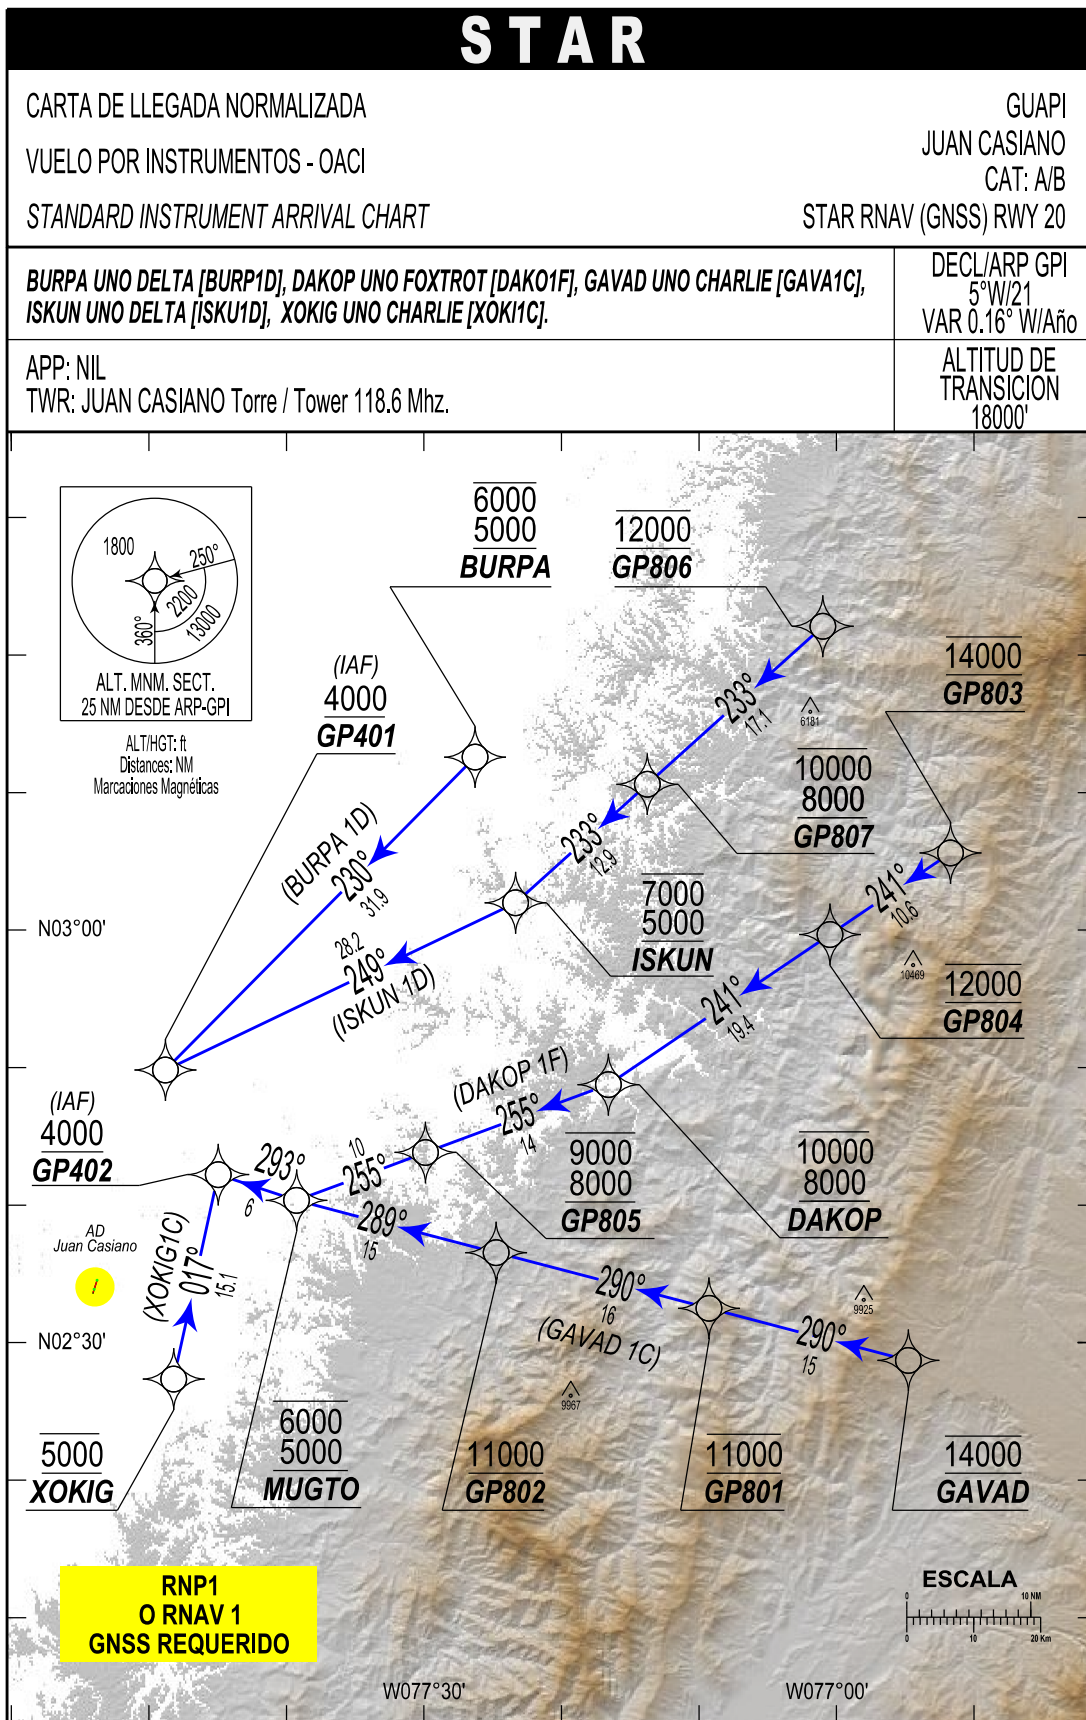 STAR
CARTA DE LLEGADA NORMALIZADA
VUELO POR INSTRUMENTOS - OACI
STANDARD INSTRUMENT ARRIVAL CHART
GUAPI
JUAN CASIANO
CAT: A/B
STAR RNAV (GNSS) RWY 20
BURPA UNO DELTA [BURP1D], DAKOP UNO FOXTROT [DAKO1F], GAVAD UNO CHARLIE [GAVA1C],
ISKUN UNO DELTA [ISKU1D], XOKIG UNO CHARLIE [XOKI1C].
DECL/ARP GPI
5°W/21
VAR 0.16° W/Año
APP: NIL
TWR: JUAN CASIANO Torre / Tower 118.6 Mhz.
ALTITUD DE
TRANSICION
18000'
1800
250°
2200
13000
360°
ALT. MNM. SECT.
25 NM DESDE ARP-GPI
ALT/HGT: ft
Distances: NM
Marcaciones Magnéticas
6000
5000
BURPA
12000
GP806
14000
GP803
(IAF)
4000
GP401
233°
17.1
6181
10000
8000
GP807
(BURPA 1D)
230°
31.9
233°
12.9
241°
10.6
7000
5000
ISKUN
N03°00'
28.2
249°
(ISKUN 1D)
10469
12000
GP804
241°
19.4
(DAKOP 1F)
255°
14
(IAF)
4000
GP402
293°
6
10
255°
9000
8000
GP805
10000
8000
DAKOP
289°
15
AD
Juan Casiano
(XOKIG1C)
017°
15.1
290°
16
(GAVAD 1C)
9925
290°
15
N02°30'
9967
5000
XOKIG
6000
5000
MUGTO
11000
GP802
11000
GP801
14000
GAVAD
RNP1
O RNAV 1
GNSS REQUERIDO
ESCALA
0
10 NM
0
10
20 Km
W077°30'
W077°00'